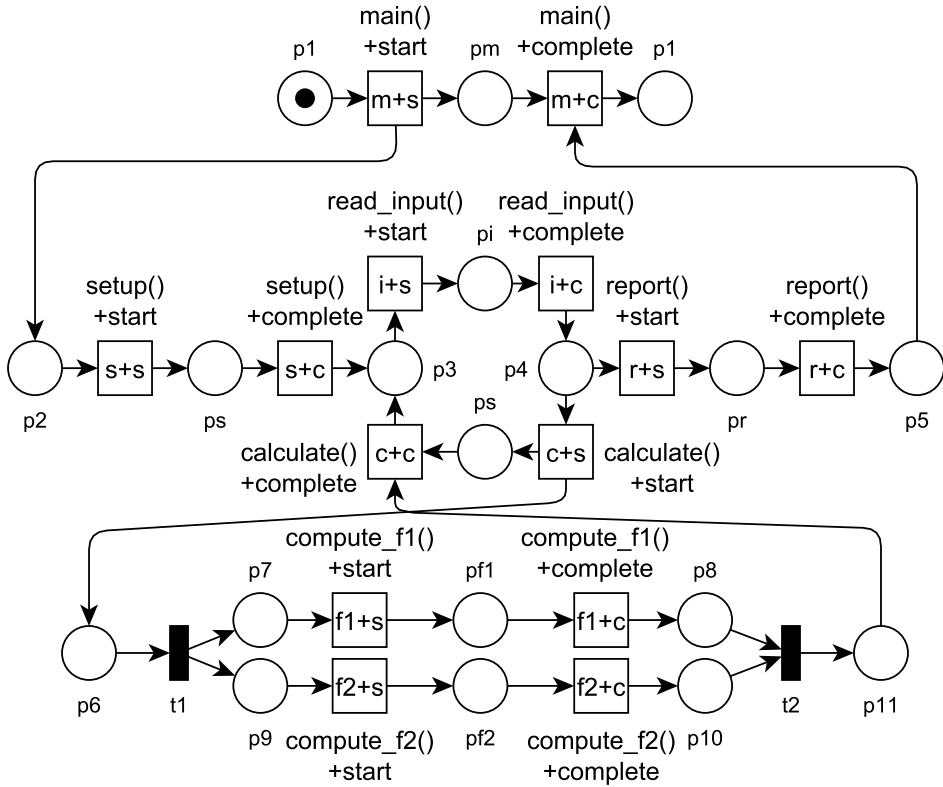 main()
+start
main()
+complete
p1
pm
p1
m+s
m+c
read_input()
+start
read_input()
+complete
pi
i+s
i+c
setup()
+start
setup()
+complete
report()
+start
report()
+complete
s+s
s+c
p3
p4
r+s
r+c
p2
ps
ps
pr
p5
calculate()
+complete
c+c
c+s
calculate()
+start
compute_f1()
+start
compute_f1()
+complete
p7
pf1
p8
f1+s
f1+c
f2+s
f2+c
p6
t1
p9
pf2
p10
t2
p11
compute_f2()
+start
compute_f2()
+complete